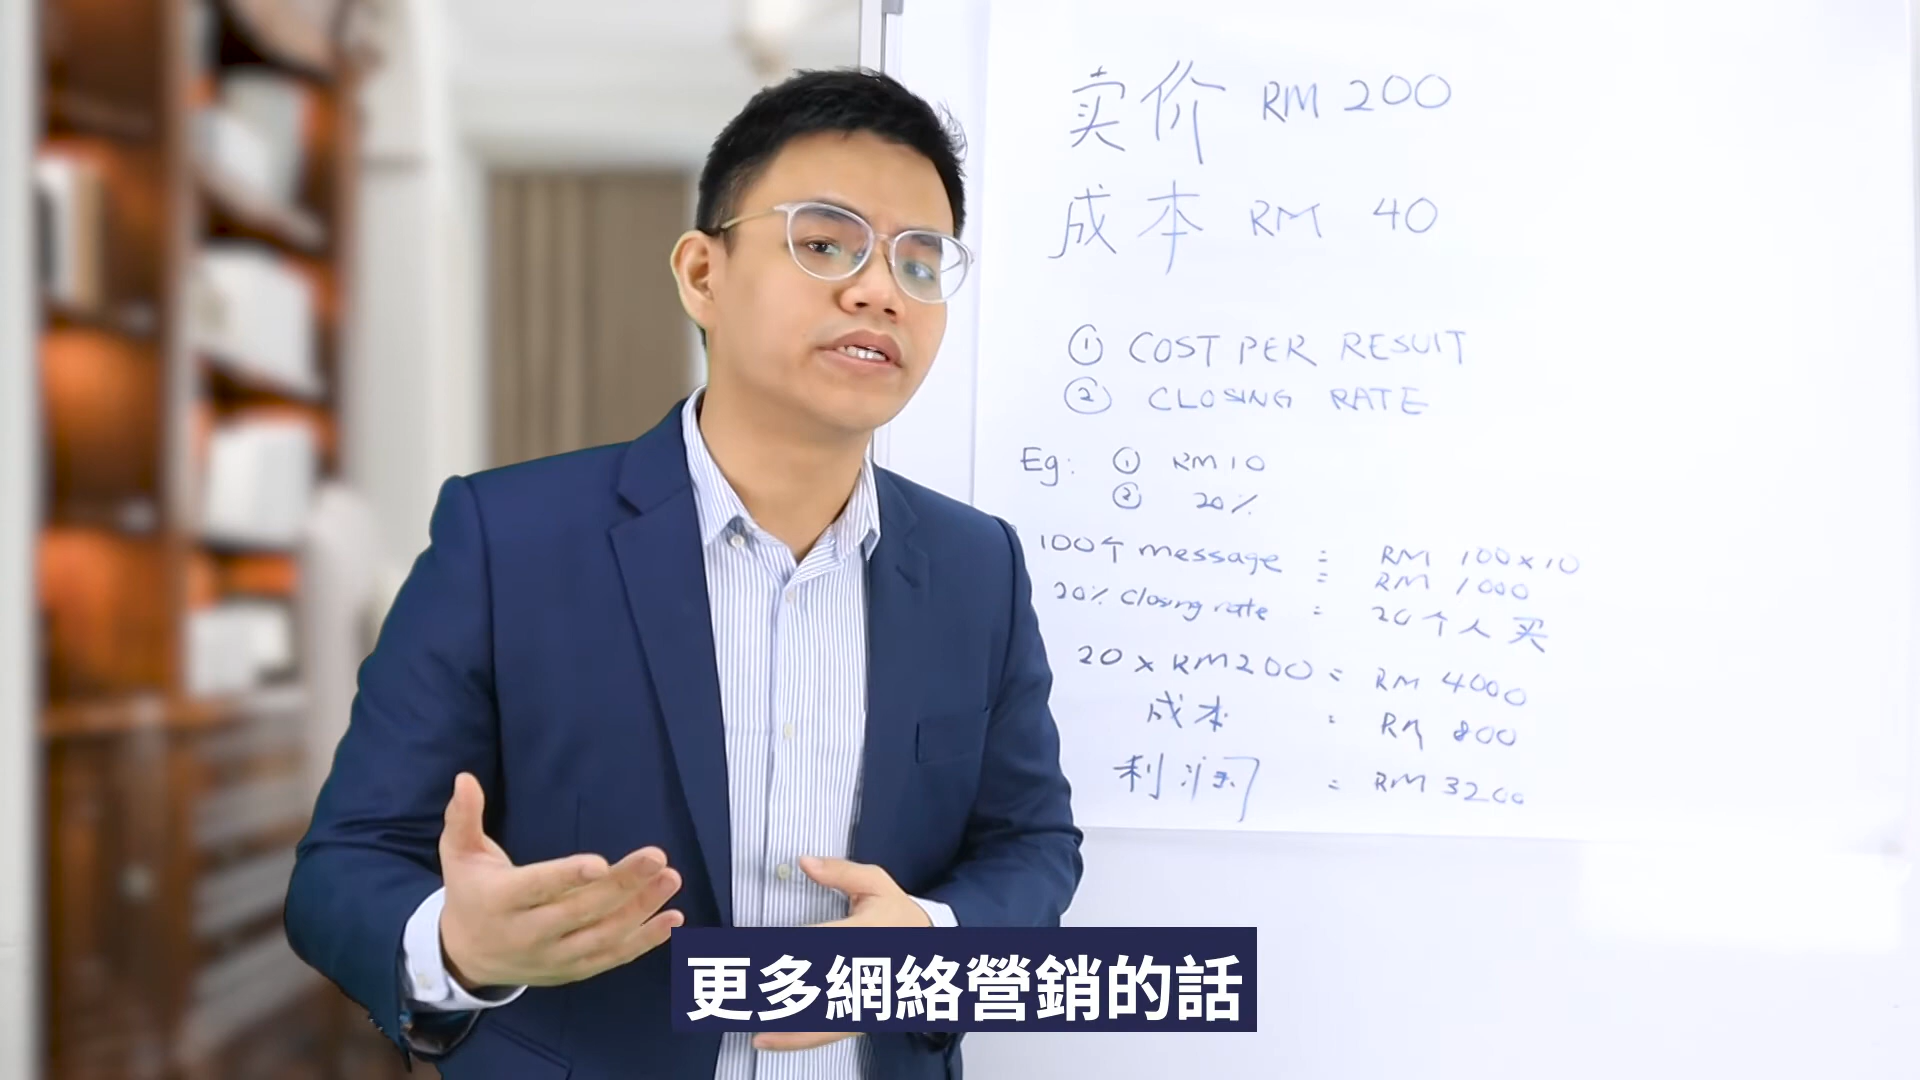 卖价 RM 200
成本 RM 40
① COST PER RESULT
② CLOSING RATE
Eg: ① RM10
② 20%
100个 message = RM 100x10
= RM 1000
20% closing rate = 20个人买
20 x RM200 = RM 4000
成本 = RM 800
利润 = RM 3200
更多網絡營銷的話